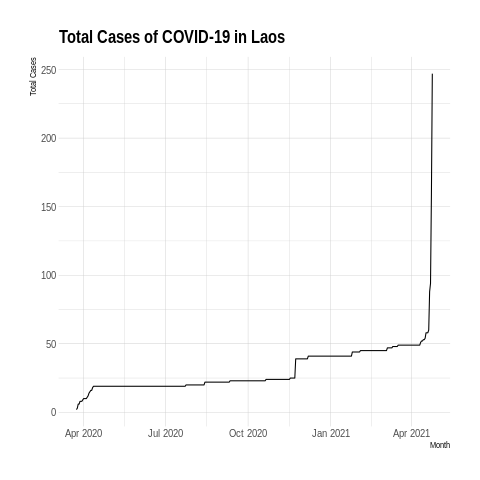 Total Cases of COVID-19 in Laos
Total Cases
250
200
150
100
50
0
Apr 2020
Jul 2020
Oct 2020
Jan 2021
Apr 2021
Month